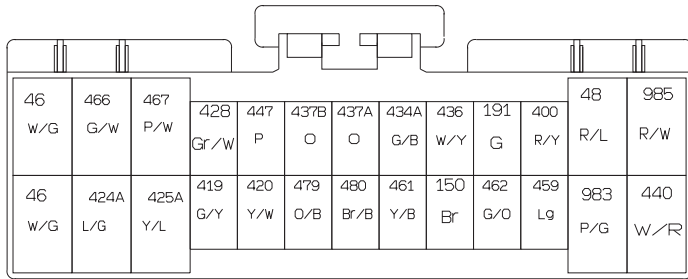 46 466 467 428 447 437B 437A 434A 436 191 400 48 985
W/G G/W P/W Gr/W P O O G/B W/Y G R/Y R/L R/W
46 424A 425A 419 420 479 480 461 150 462 459 983 440
W/G L/G Y/L G/Y Y/W O/B Br/B Y/B Br G/O Lg P/G W/R